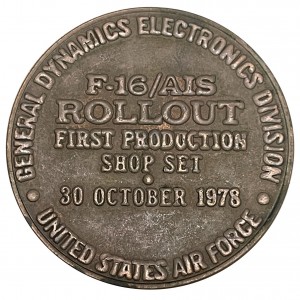 GENERAL DYNAMICS ELECTRONICS DIVISION
F-16/AIS
ROLLOUT
FIRST PRODUCTION
SHOP SET
30 OCTOBER 1978
UNITED STATES AIR FORCE